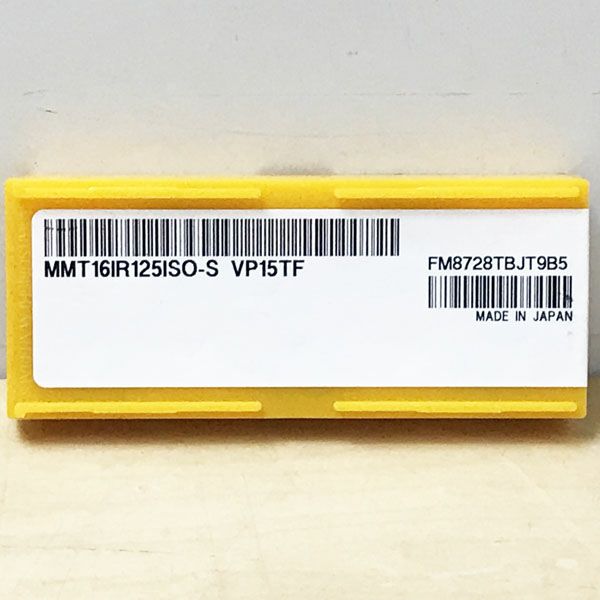 MMT16IR125ISO-S VP15TF
FM8728TBJT9B5
MADE IN JAPAN